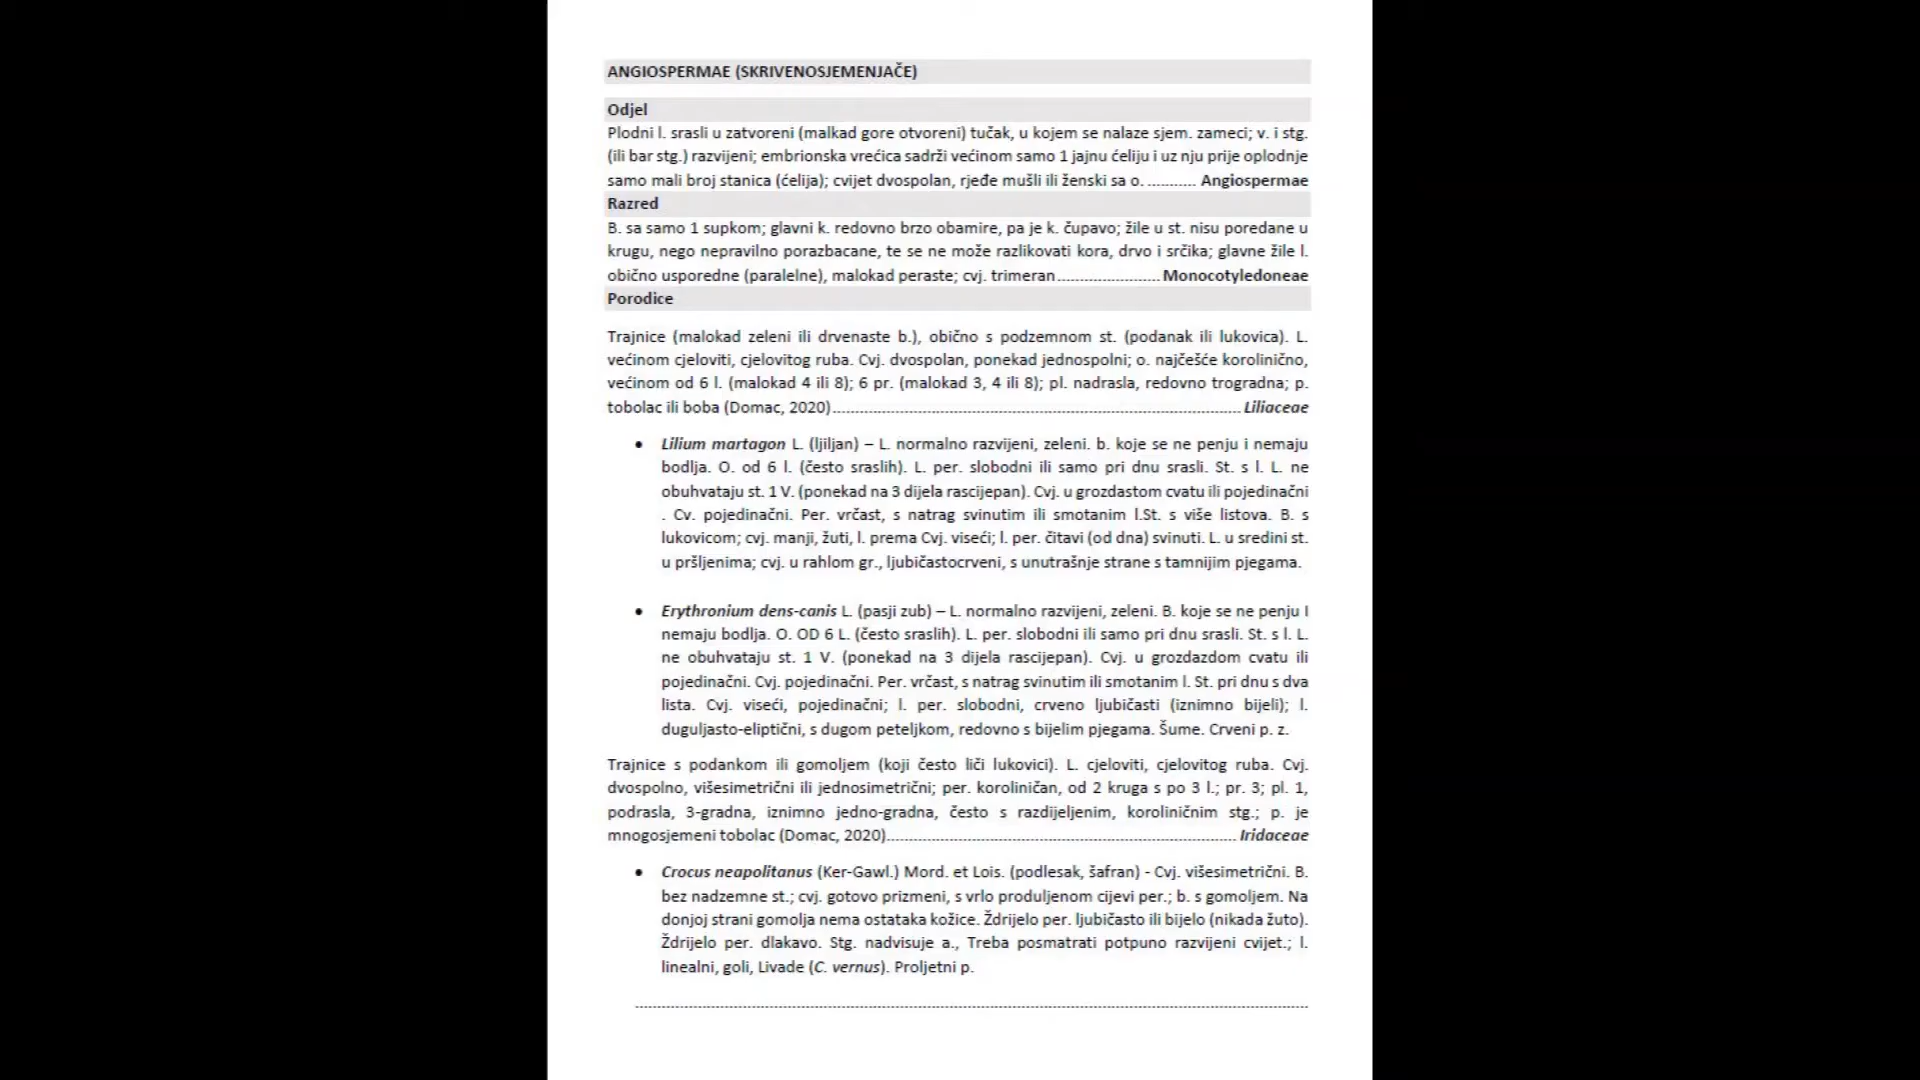 ANGIOSPERMAE (SKRIVENOSJEMENJAČE)
Odjel
Plodni l. srasli u zatvoreni (malkad gore otvoreni) tučak, u kojem se nalaze sjem. zameci; v. i stg.
(ili bar stg.) razvijeni; embrionska vrećica sadrži većinom samo 1 jajnu ćeliju i uz nju prije oplodnje
samo mali broj stanica (ćelija); cvijet dvospolan, rjeđe mušli ili ženski sa o. ........... Angiospermae
Razred
B. sa samo 1 supkom; glavni k. redovno brzo obamire, pa je k. čupavo; žile u st. nisu poredane u
krugu, nego nepravilno porazbacane, te se ne može razlikovati kora, drvo i srčika; glavne žile l.
obično usporedne (paralelne), malokad peraste; cvj. trimeran....................... Monocotyledoneae
Porodice
Trajnice (malokad zeleni ili drvenaste b.), obično s podzemnom st. (podanak ili lukovica). L.
većinom cjeloviti, cjelovitog ruba. Cvj. dvospolan, ponekad jednospolni; o. najčešće korolinično,
većinom od 6 l. (malokad 4 ili 8); 6 pr. (malokad 3, 4 ili 8); pl. nadrasla, redovno trogradna; p.
tobolac ili boba (Domac, 2020)........................................................................................... Liliaceae
• Lilium martagon L. (ljiljan) – L. normalno razvijeni, zeleni. b. koje se ne penju i nemaju
bodlja. O. od 6 l. (često sraslih). L. per. slobodni ili samo pri dnu srasli. St. s l. L. ne
obuhvataju st. 1 V. (ponekad na 3 dijela rascijepan). Cvj. u grozdastom cvatu ili pojedinačni
. Cv. pojedinačni. Per. vrčast, s natrag svinutim ili smotanim l.St. s više listova. B. s
lukovicom; cvj. manji, žuti, l. prema Cvj. viseći; l. per. čitavi (od dna) svinuti. L. u sredini st.
u pršljenima; cvj. u rahlom gr., ljubičastocrveni, s unutrašnje strane s tamnijim pjegama.
• Erythronium dens-canis L. (pasji zub) – L. normalno razvijeni, zeleni. B. koje se ne penju I
nemaju bodlja. O. OD 6 L. (često sraslih). L. per. slobodni ili samo pri dnu srasli. St. s l. L.
ne obuhvataju st. 1 V. (ponekad na 3 dijela rascijepan). Cvj. u grozdazdom cvatu ili
pojedinačni. Cvj. pojedinačni. Per. vrčast, s natrag svinutim ili smotanim l. St. pri dnu s dva
lista. Cvj. viseći, pojedinačni; l. per. slobodni, crveno ljubičasti (iznimno bijeli); l.
duguljasto-eliptični, s dugom peteljkom, redovno s bijelim pjegama. Šume. Crveni p. z.
Trajnice s podankom ili gomoljem (koji često liči lukovici). L. cjeloviti, cjelovitog ruba. Cvj.
dvospolno, višesimetrični ili jednosimetrični; per. koroliničan, od 2 kruga s po 3 l.; pr. 3; pl. 1,
podrasla, 3-gradna, iznimno jedno-gradna, često s razdijeljenim, koroliničnim stg.; p. je
mnogosjemeni tobolac (Domac, 2020).............................................................................. Iridaceae
• Crocus neapolitanus (Ker-Gawl.) Mord. et Lois. (podlesak, šafran) - Cvj. višesimetrični. B.
bez nadzemne st.; cvj. gotovo prizmeni, s vrlo produljenom cijevi per.; b. s gomoljem. Na
donjoj strani gomolja nema ostataka kožice. Ždrijelo per. ljubičasto ili bijelo (nikada žuto).
Ždrijelo per. dlakavo. Stg. nadvisuje a., Treba posmatrati potpuno razvijeni cvijet.; l.
linealni, goli, Livade (C. vernus). Proljetni p.